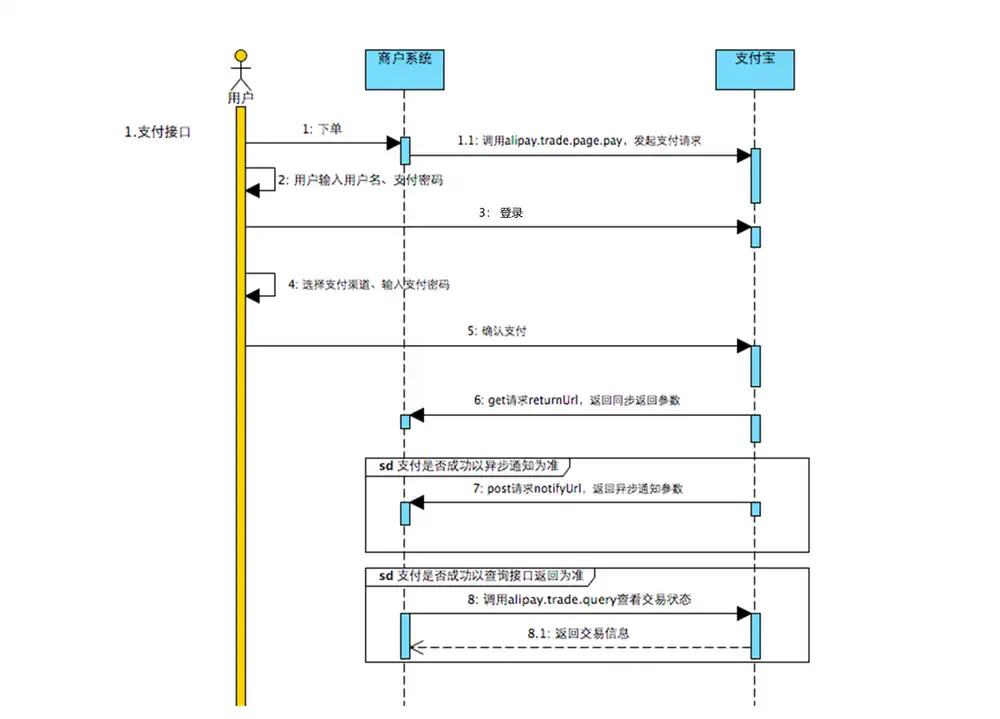 商户系统
支付宝
用户
1.支付接口
1: 下单
1.1: 调用alipay.trade.page.pay，发起支付请求
2: 用户输入用户名、支付密码
3： 登录
4: 选择支付渠道、输入支付密码
5: 确认支付
6: get请求returnUrl，返回同步返回参数
sd 支付是否成功以异步通知为准
7: post请求notifyUrl，返回异步通知参数
sd 支付是否成功以查询接口返回为准
8: 调用alipay.trade.query查看交易状态
8.1: 返回交易信息